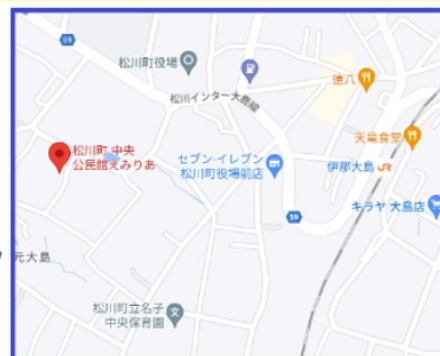 59
松川町役場
徳八
松川インター大島線
天竜食堂
松川町 中央
公民館えみりあ
セブン-イレブン
松川町役場前店
伊那大島 JR
キラヤ 大島店
59
元大島
松川町立名子
中央保育園
文